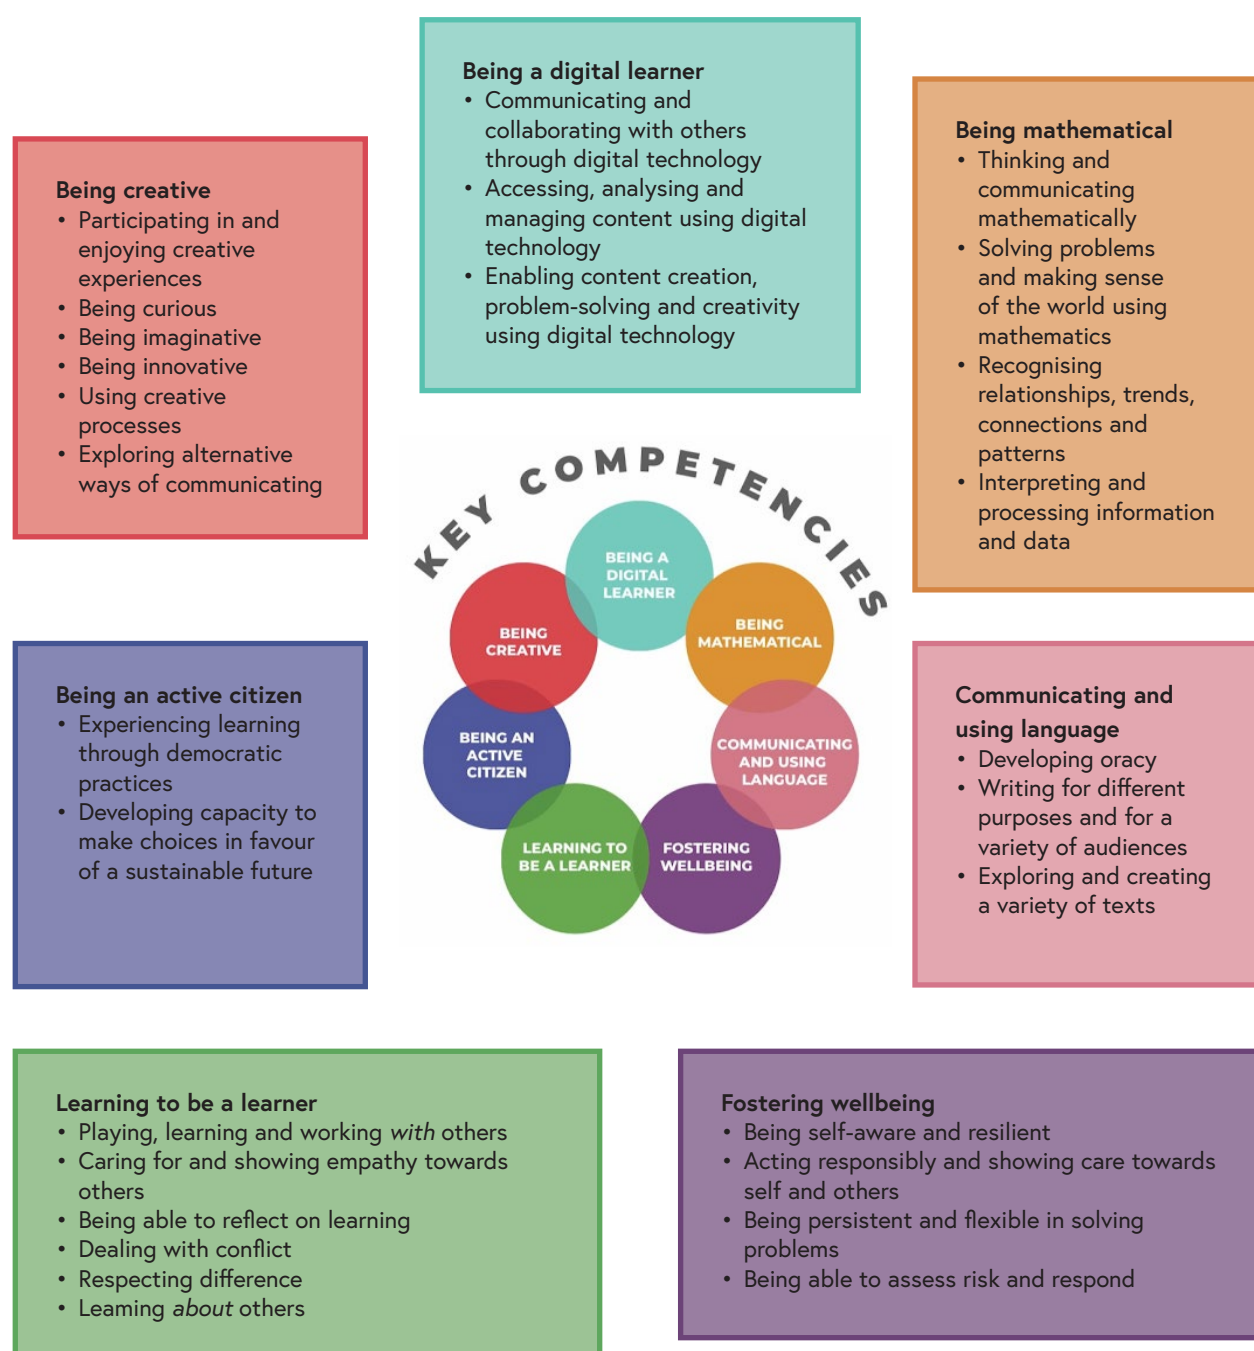 Being a digital learner
• Communicating and
collaborating with others
through digital technology
• Accessing, analysing and
managing content using digital
technology
• Enabling content creation,
problem-solving and creativity
using digital technology
Being mathematical
• Thinking and
communicating
mathematically
• Solving problems
and making sense
of the world using
mathematics
• Recognising
relationships, trends,
connections and
patterns
• Interpreting and
processing information
and data
Being creative
• Participating in and
enjoying creative
experiences
• Being curious
• Being imaginative
• Being innovative
• Using creative
processes
• Exploring alternative
ways of communicating
KEY COMPETENCIES
BEING A
DIGITAL
LEARNER
BEING
CREATIVE
BEING
MATHEMATICAL
BEING AN
ACTIVE
CITIZEN
COMMUNICATING
AND USING
LANGUAGE
LEARNING TO
BE A LEARNER
FOSTERING
WELLBEING
Being an active citizen
• Experiencing learning
through democratic
practices
• Developing capacity to
make choices in favour
of a sustainable future
Communicating and
using language
• Developing oracy
• Writing for different
purposes and for a
variety of audiences
• Exploring and creating
a variety of texts
Learning to be a learner
• Playing, learning and working with others
• Caring for and showing empathy towards
others
• Being able to reflect on learning
• Dealing with conflict
• Respecting difference
• Leaming about others
Fostering wellbeing
• Being self-aware and resilient
• Acting responsibly and showing care towards
self and others
• Being persistent and flexible in solving
problems
• Being able to assess risk and respond